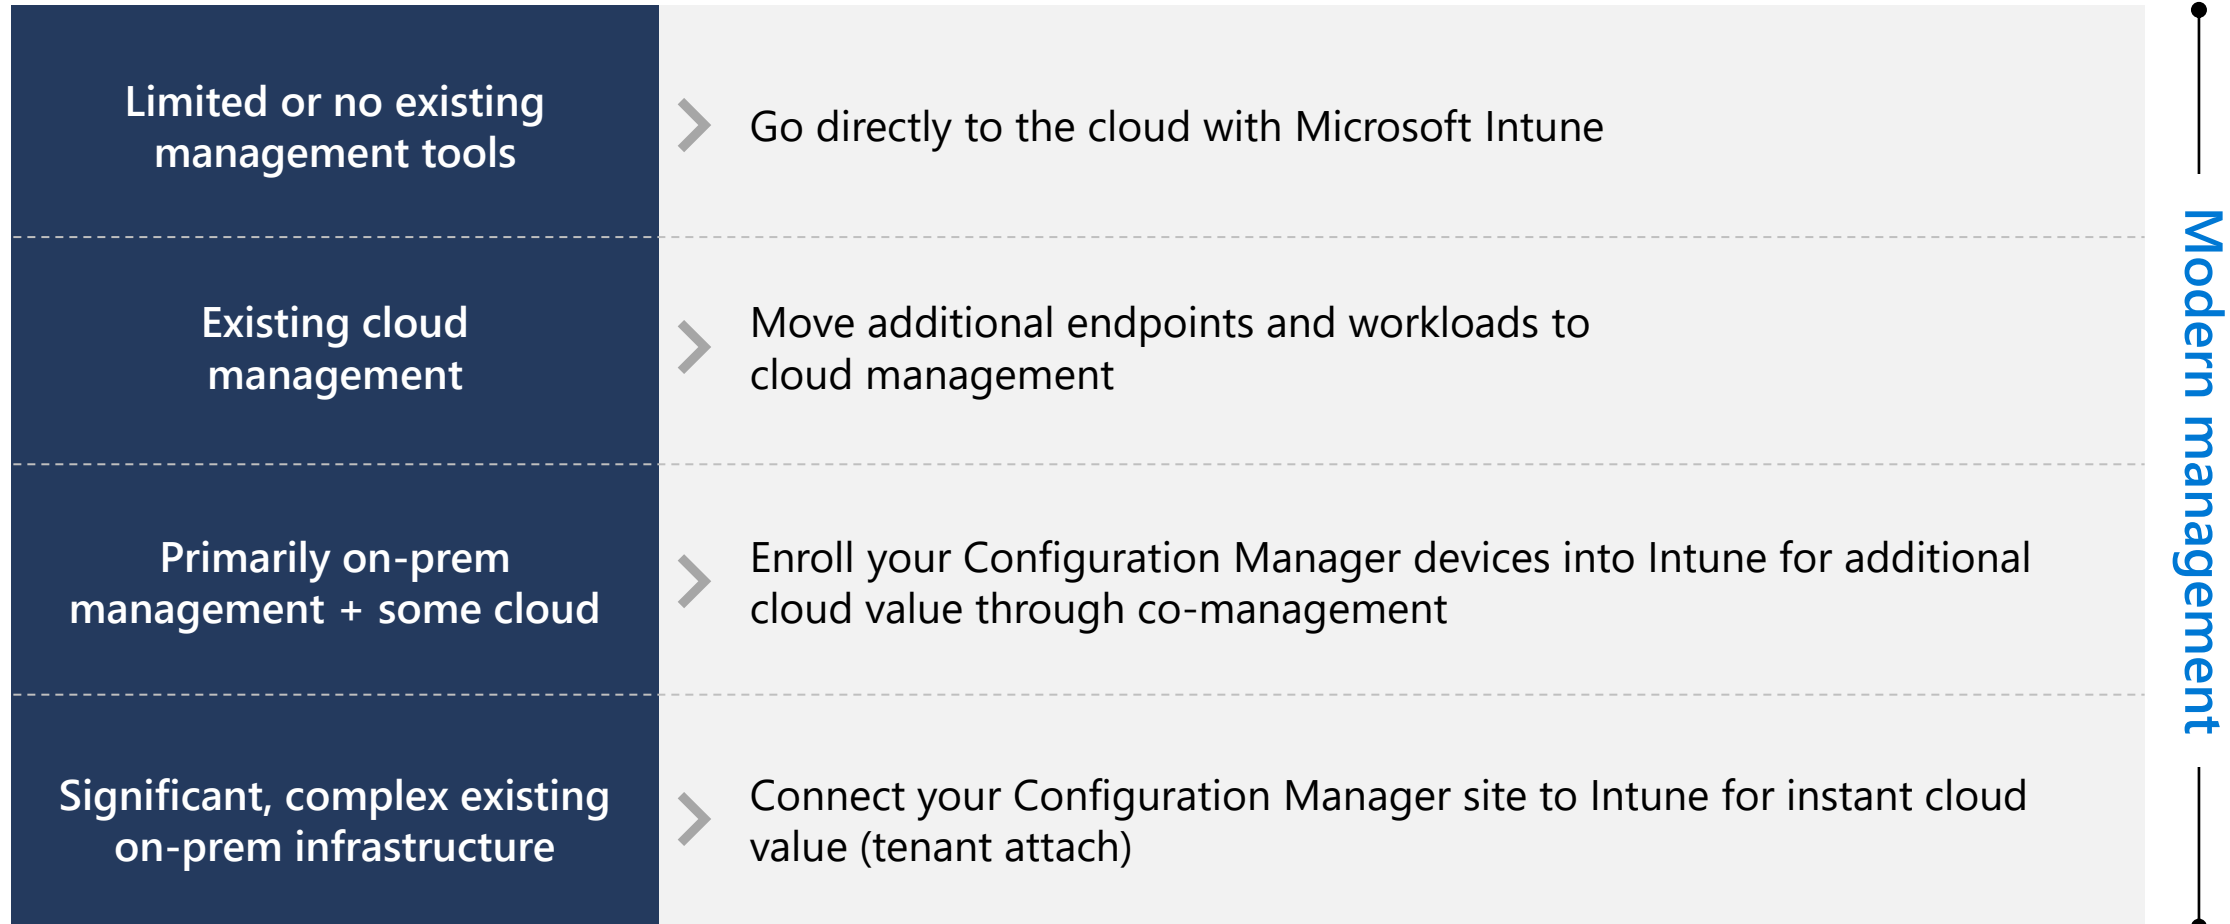 Limited or no existing
management tools
Go directly to the cloud with Microsoft Intune
Existing cloud
management
Move additional endpoints and workloads to
cloud management
Primarily on-prem
management + some cloud
Enroll your Configuration Manager devices into Intune for additional
cloud value through co-management
Significant, complex existing
on-prem infrastructure
Connect your Configuration Manager site to Intune for instant cloud
value (tenant attach)
Modern management